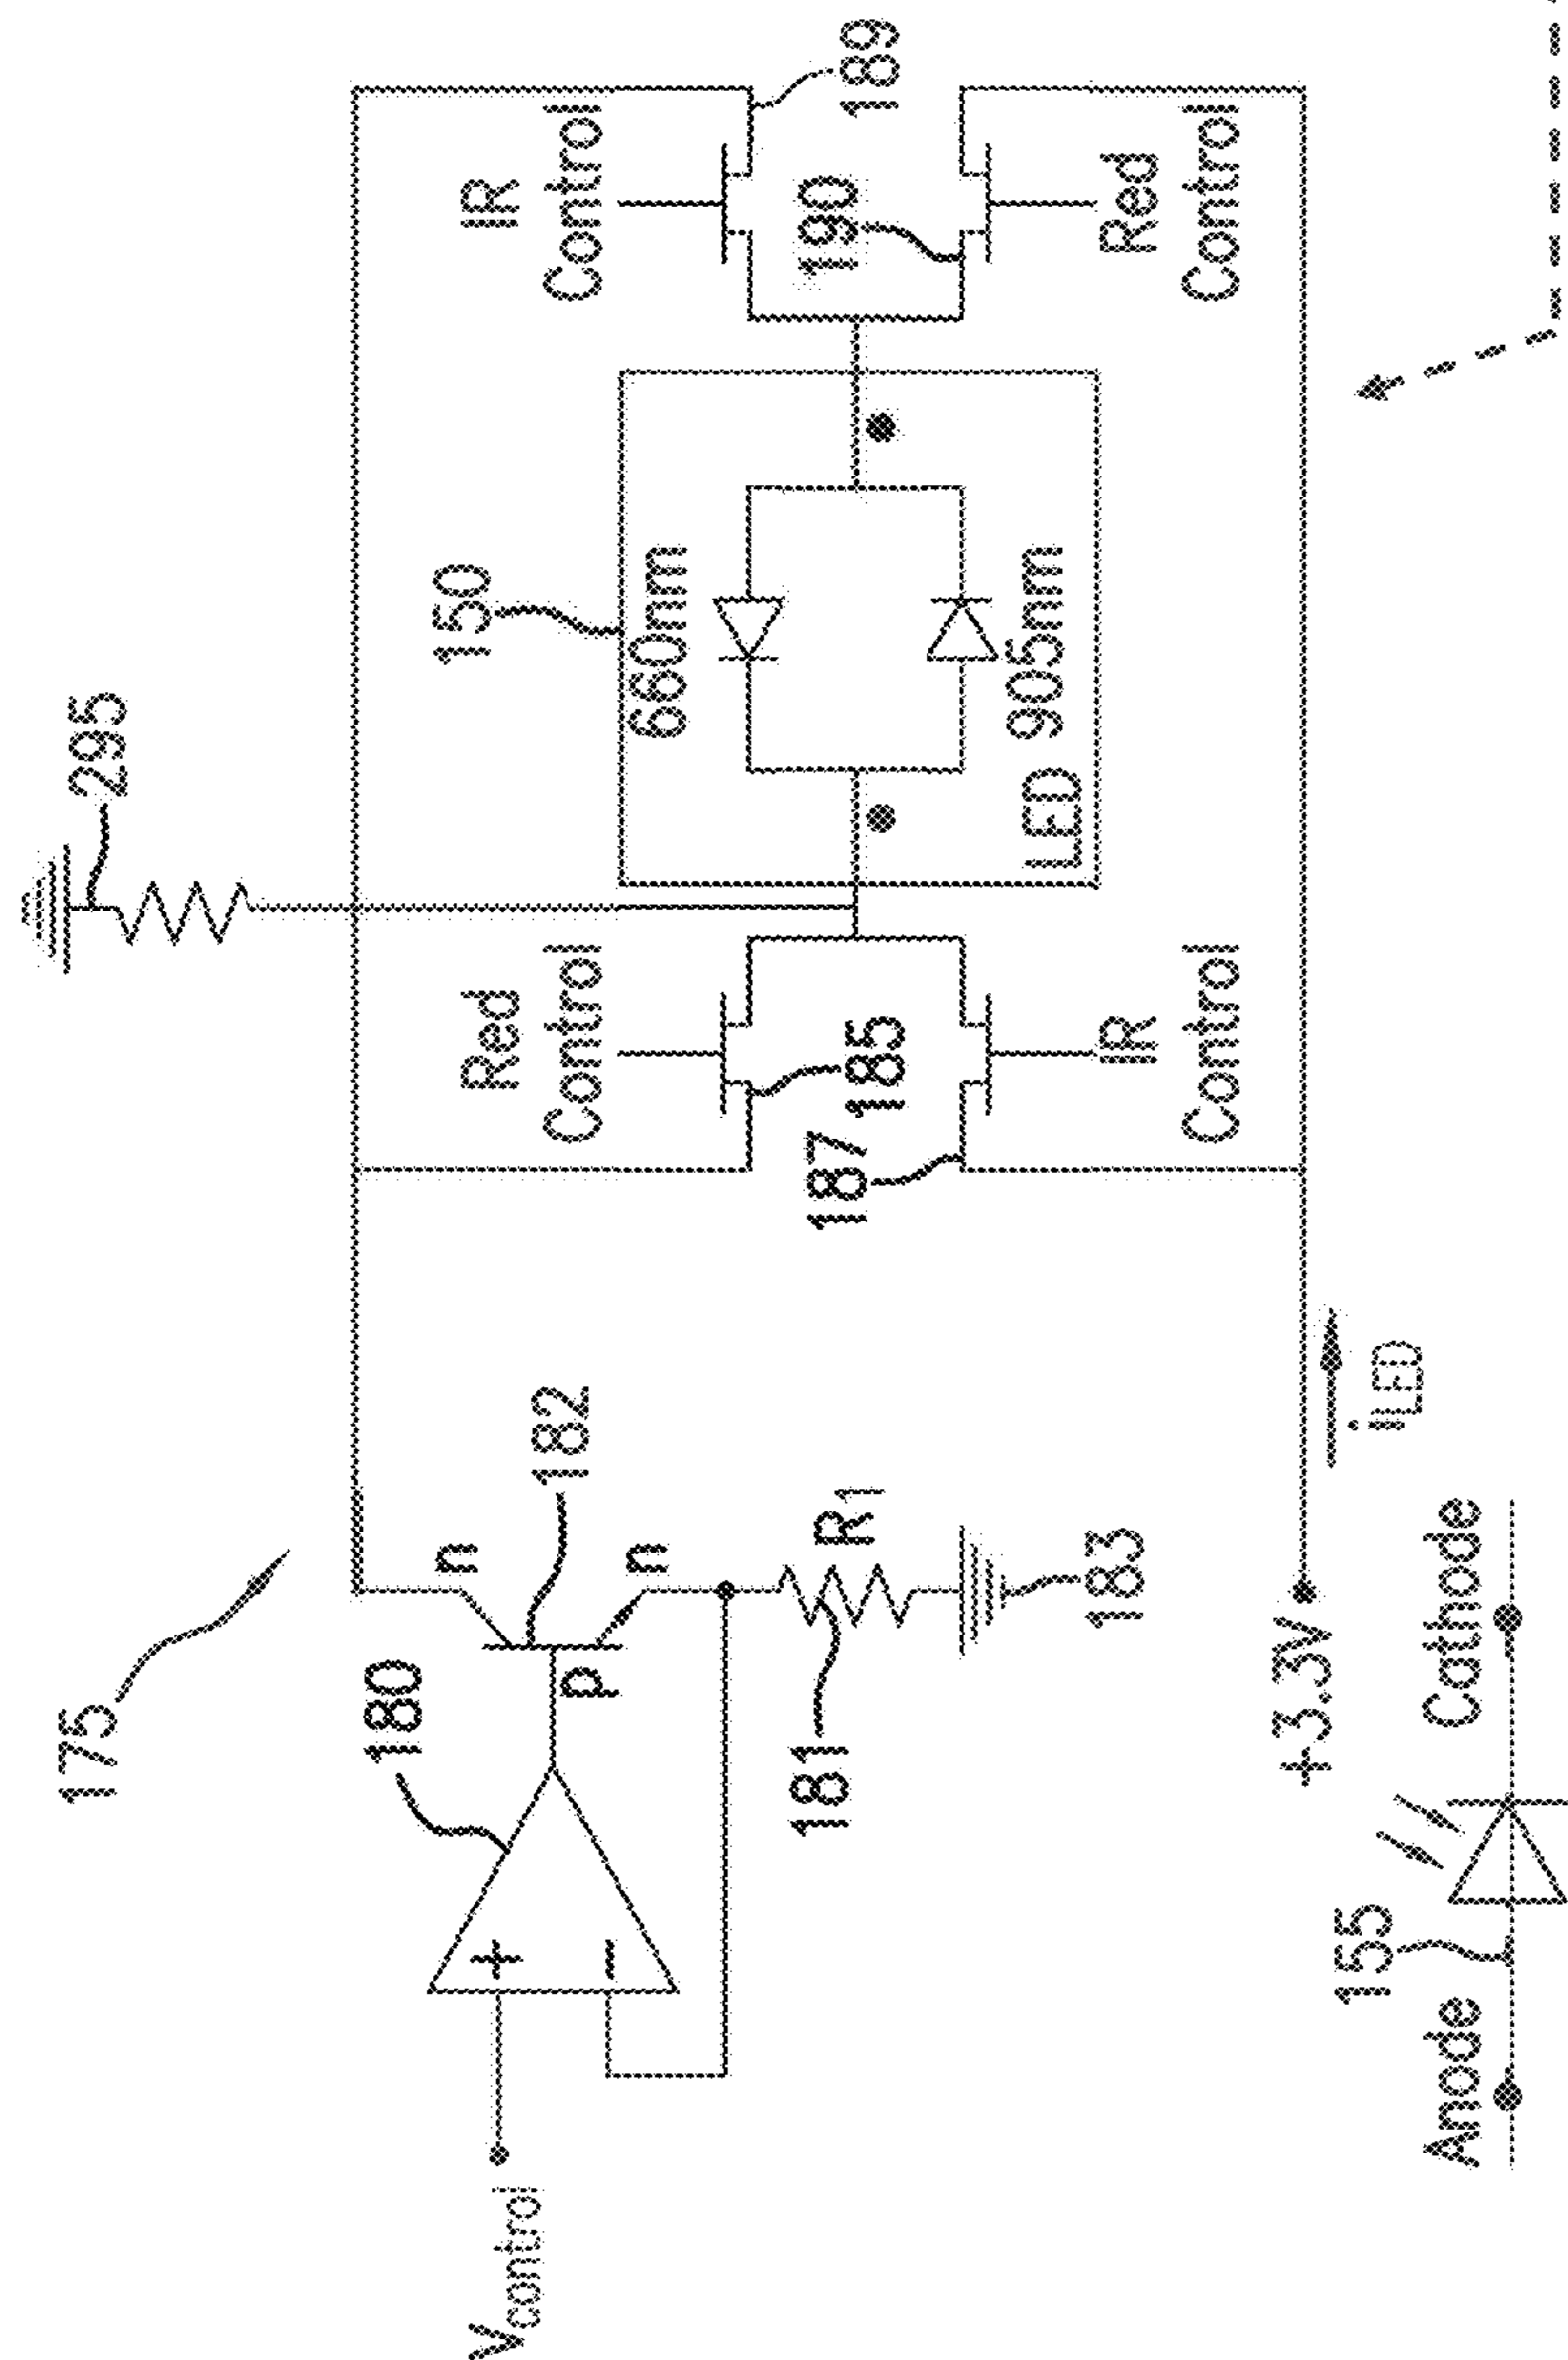 175
295
150
IR
Control
Red
Control
660nm
189
190
905nm
LED
Red
Control
185
187
IR
Control
180
n
182
p
n
+
−
Vcontrol
R1
181
183
+3.3V
iLED
155
Anode
Cathode